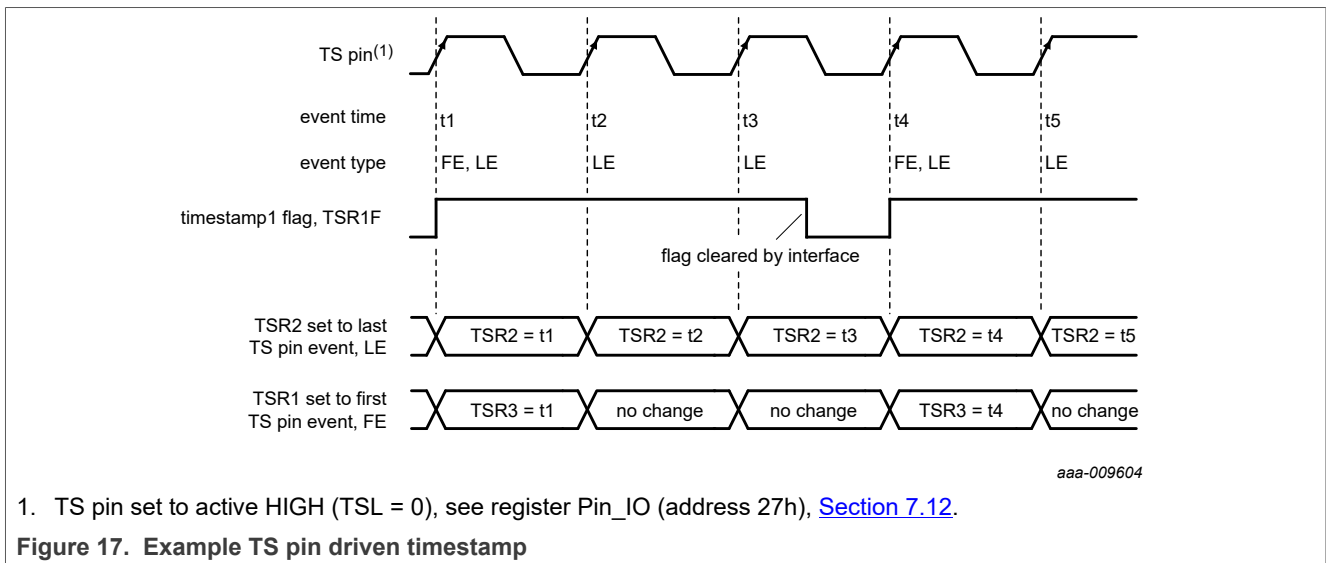 TS pin(1)
event time
t1 t2 t3 t4 t5
event type
FE, LE LE LE FE, LE LE
timestamp1 flag, TSR1F
flag cleared by interface
TSR2 set to last
TS pin event, LE
TSR2 = t1 TSR2 = t2 TSR2 = t3 TSR2 = t4 TSR2 = t5
TSR1 set to first
TS pin event, FE
TSR3 = t1 no change no change TSR3 = t4 no change
aaa-009604
1. TS pin set to active HIGH (TSL = 0), see register Pin_IO (address 27h), Section 7.12.
Figure 17. Example TS pin driven timestamp